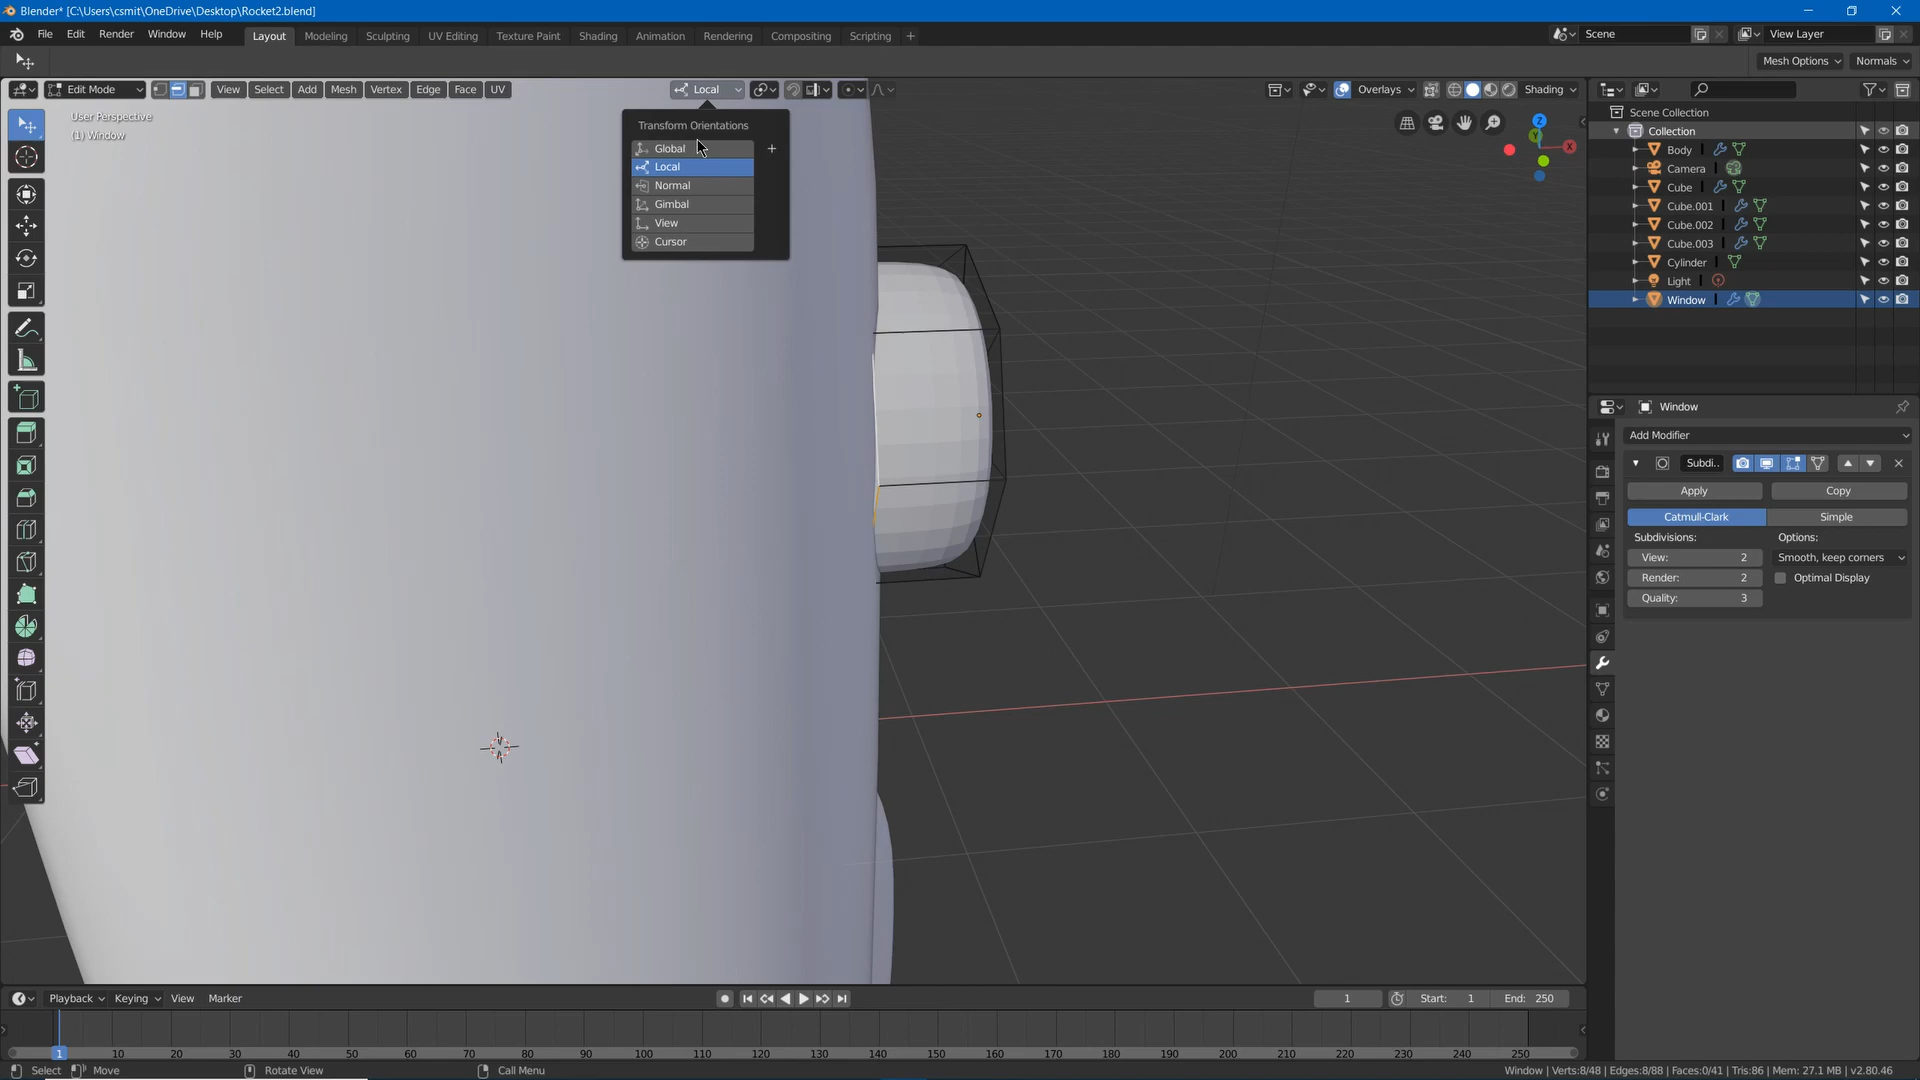 Blender* [C:\Users\csmit\OneDrive\Desktop\Rocket2.blend]
File Edit Render Window Help Layout Modeling Sculpting UV Editing Texture Paint Shading Animation Rendering Compositing Scripting + Scene View Layer
Mesh Options Normals
Edit Mode View Select Add Mesh Vertex Edge Face UV Local Overlays Shading
User Perspective
(1) Window
Transform Orientations
Global +
Local
Normal
Gimbal
View
Cursor
Z
Y
X
Scene Collection
Collection
Body
Camera
Cube
Cube.001
Cube.002
Cube.003
Cylinder
Light
Window
Window
Add Modifier
Subdi..
Apply Copy
Catmull-Clark Simple
Subdivisions: Options:
View: 2 Smooth, keep corners
Render: 2 Optimal Display
Quality: 3
Playback Keying View Marker 1 Start: 1 End: 250
1 10 20 30 40 50 60 70 80 90 100 110 120 130 140 150 160 170 180 190 200 210 220 230 240 250
Select Move Rotate View Call Menu Window | Verts:8/48 | Edges:8/88 | Faces:0/41 | Tris:86 | Mem: 27.1 MB | v2.80.46